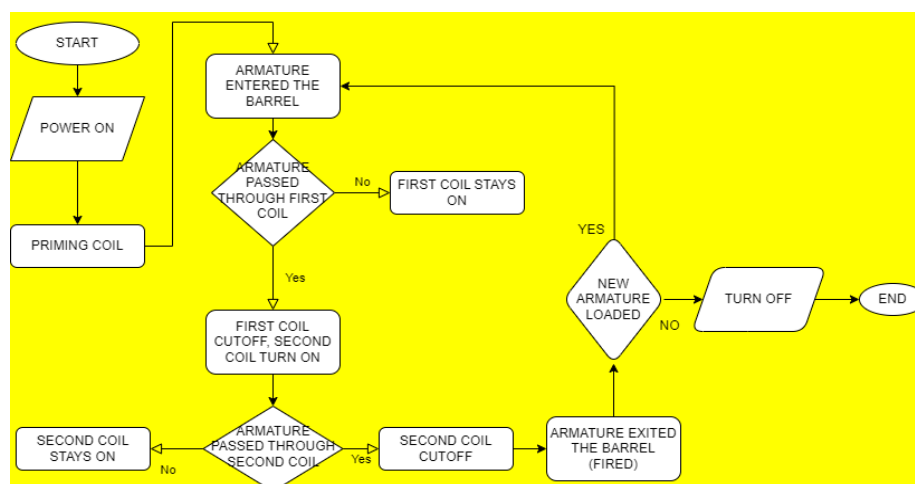 START
POWER ON
PRIMING COIL
ARMATURE
ENTERED THE
BARREL
ARMATURE
PASSED
THROUGH FIRST
COIL
No
FIRST COIL STAYS
ON
Yes
FIRST COIL
CUTOFF, SECOND
COIL TURN ON
ARMATURE
PASSED THROUGH
SECOND COIL
No
SECOND COIL
STAYS ON
Yes
SECOND COIL
CUTOFF
ARMATURE EXITED
THE BARREL
(FIRED)
NEW
ARMATURE
LOADED
YES
NO
TURN OFF
END